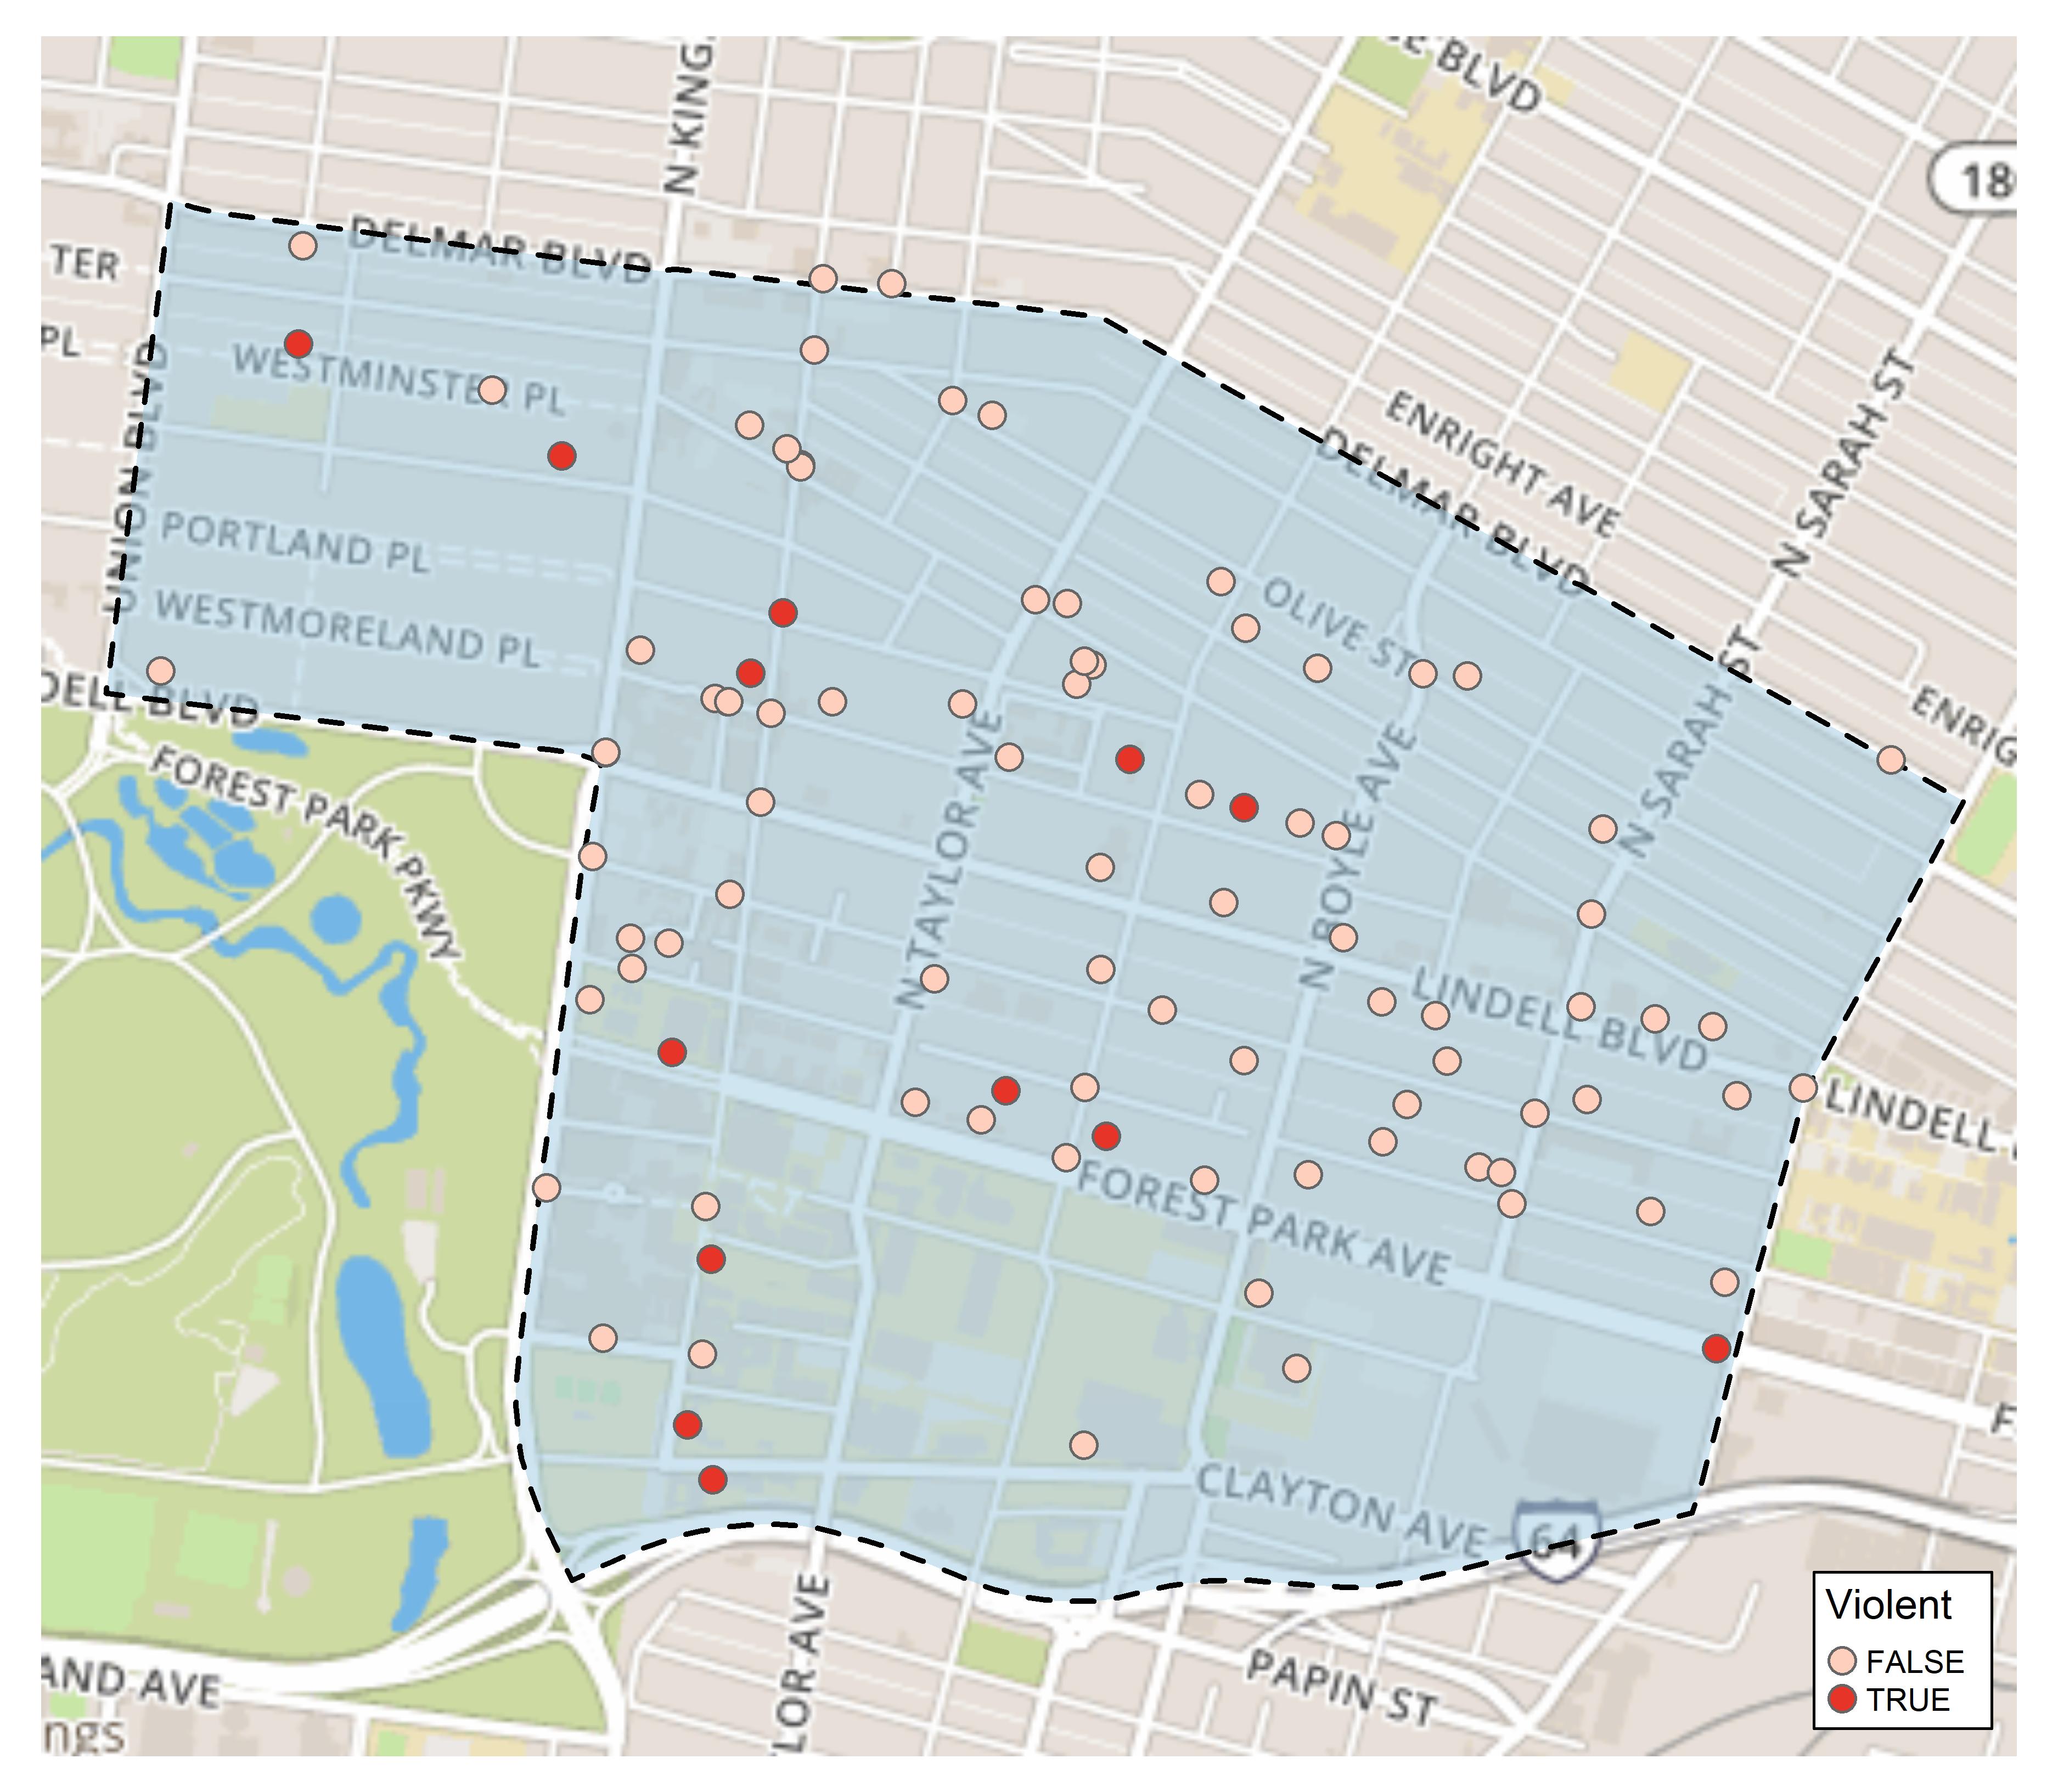 LE BLVD
N KING
18
TER
DELMAR BLVD
PL
WESTMINSTER PL
UNION BLVD
ENRIGHT AVE
DELMAR BLVD
N SARAH ST
PORTLAND PL
WESTMORELAND PL
OLIVE ST
N SARAH ST
DELL BLVD
ENRIG
FOREST PARK PKWY
N TAYLOR AVE
N BOYLE AVE
LINDELL BLVD
LINDELL
FOREST PARK AVE
F
CLAYTON AVE
64
LOR AVE
PAPIN ST
AND AVE
ngs
Violent
FALSE
TRUE